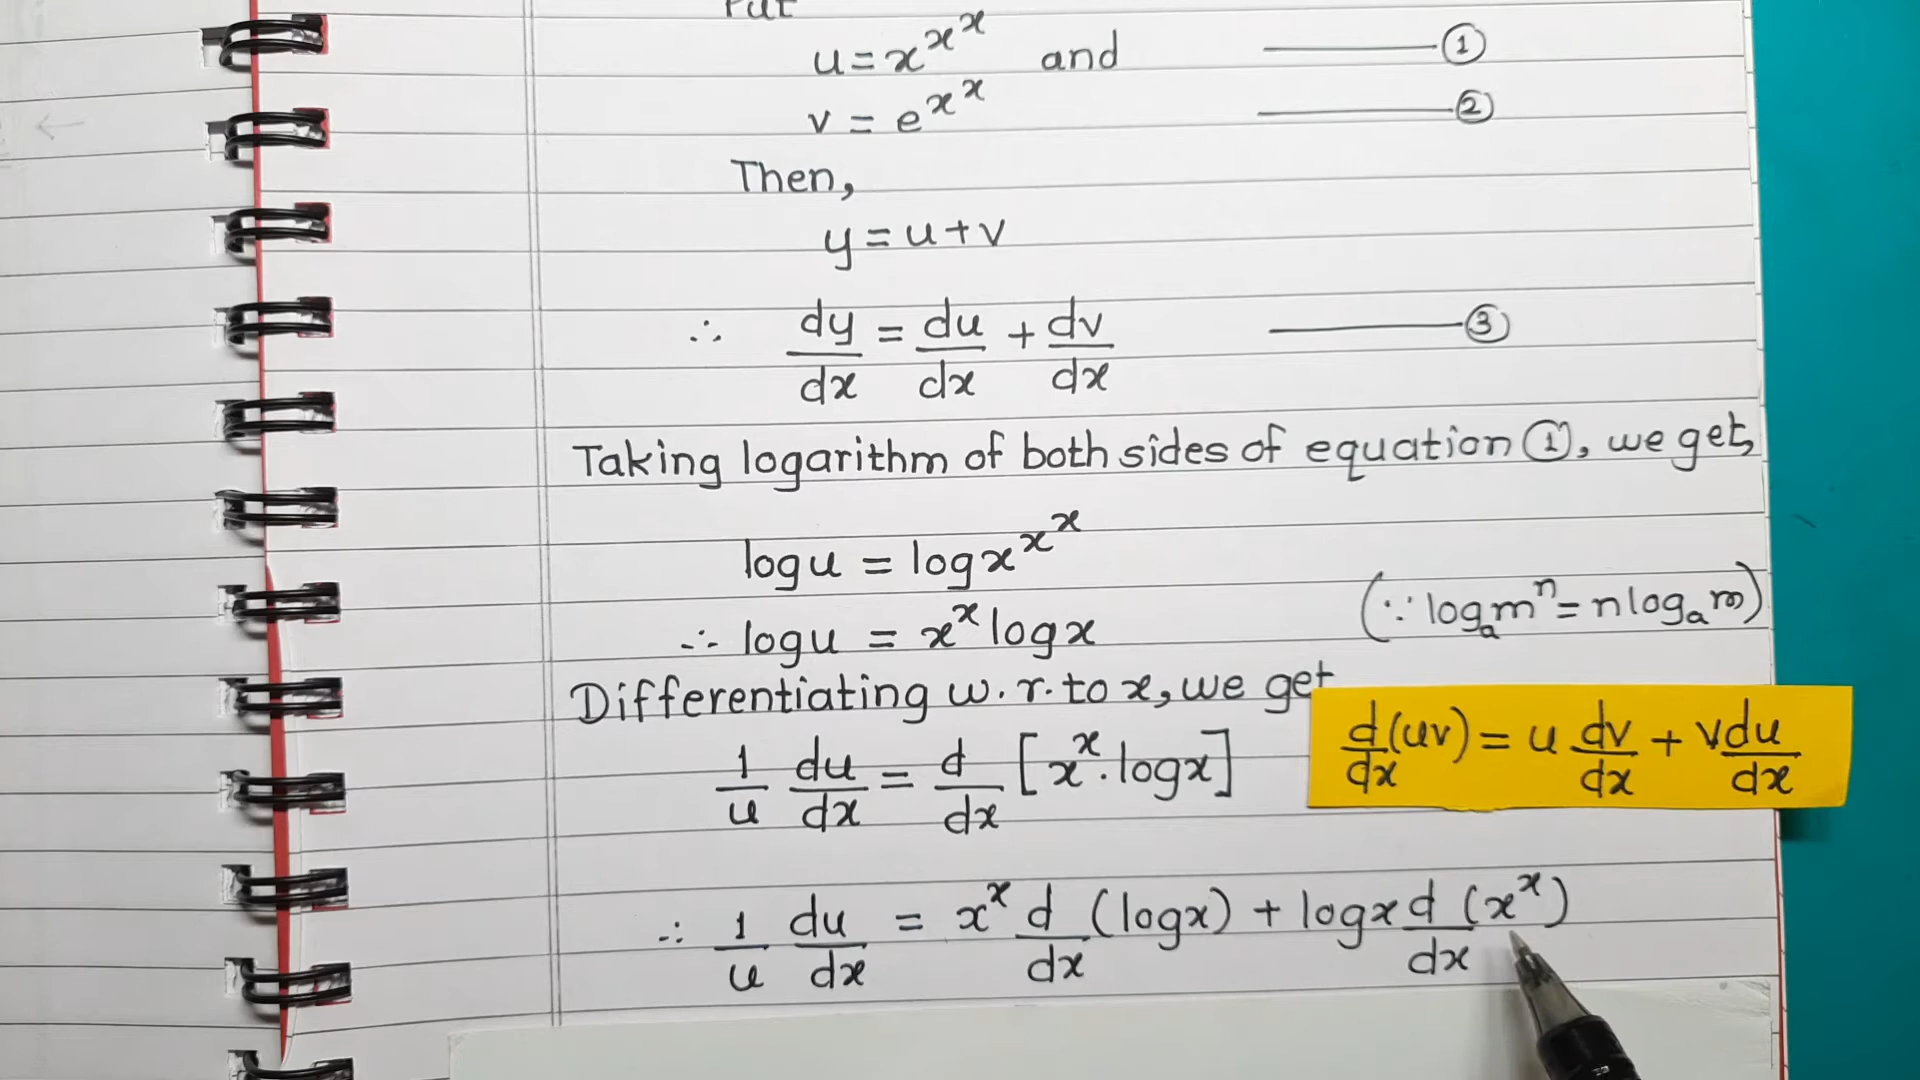 Put
u = x^x^x and ——— ①
v = e^x^x ——— ②
Then,
y = u + v
∴ dy/dx = du/dx + dv/dx ——— ③
Taking logarithm of both sides of equation ①, we get,
log u = log x^x^x
∴ log u = x^x log x (∵ log_a m^n = n log_a m)
Differentiating w.r.to x, we get
1/u du/dx = d/dx [x^x . log x]
d/dx (uv) = u dv/dx + v du/dx
∴ 1/u du/dx = x^x d/dx (log x) + log x d/dx (x^x)